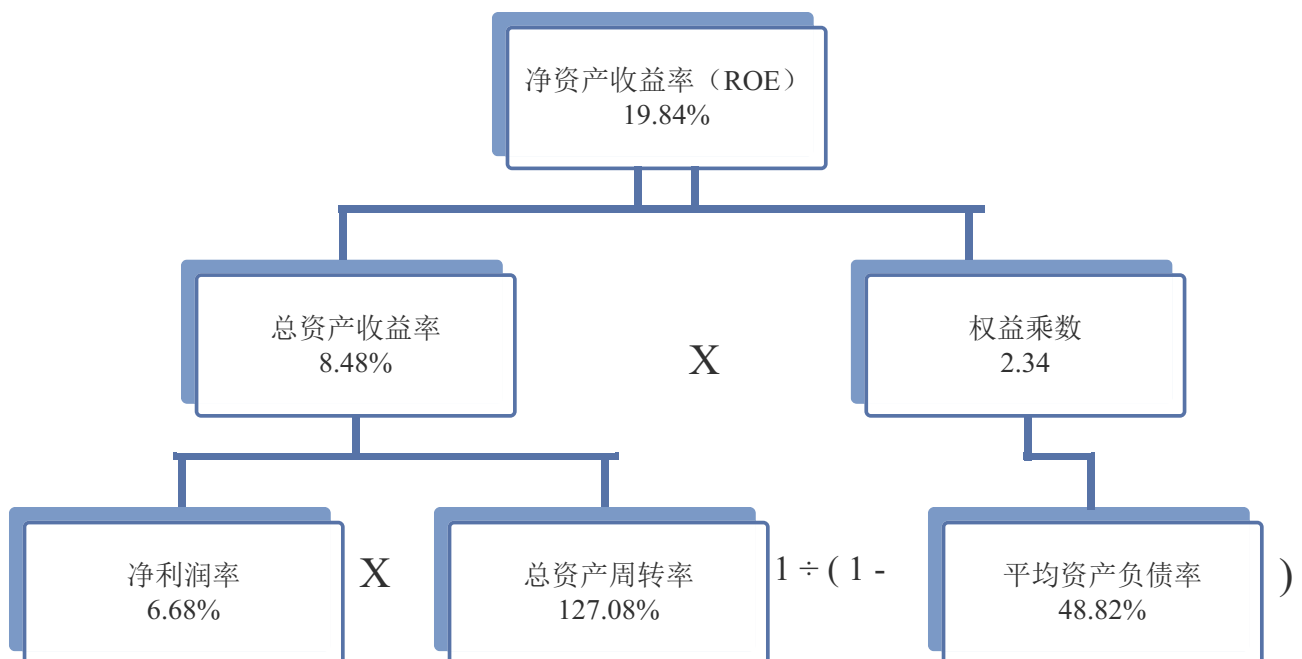 净资产收益率（ROE）
19.84%
总资产收益率
8.48%
X
权益乘数
2.34
净利润率
6.68%
X
总资产周转率
127.08%
1 ÷ ( 1 -
平均资产负债率
48.82%
)